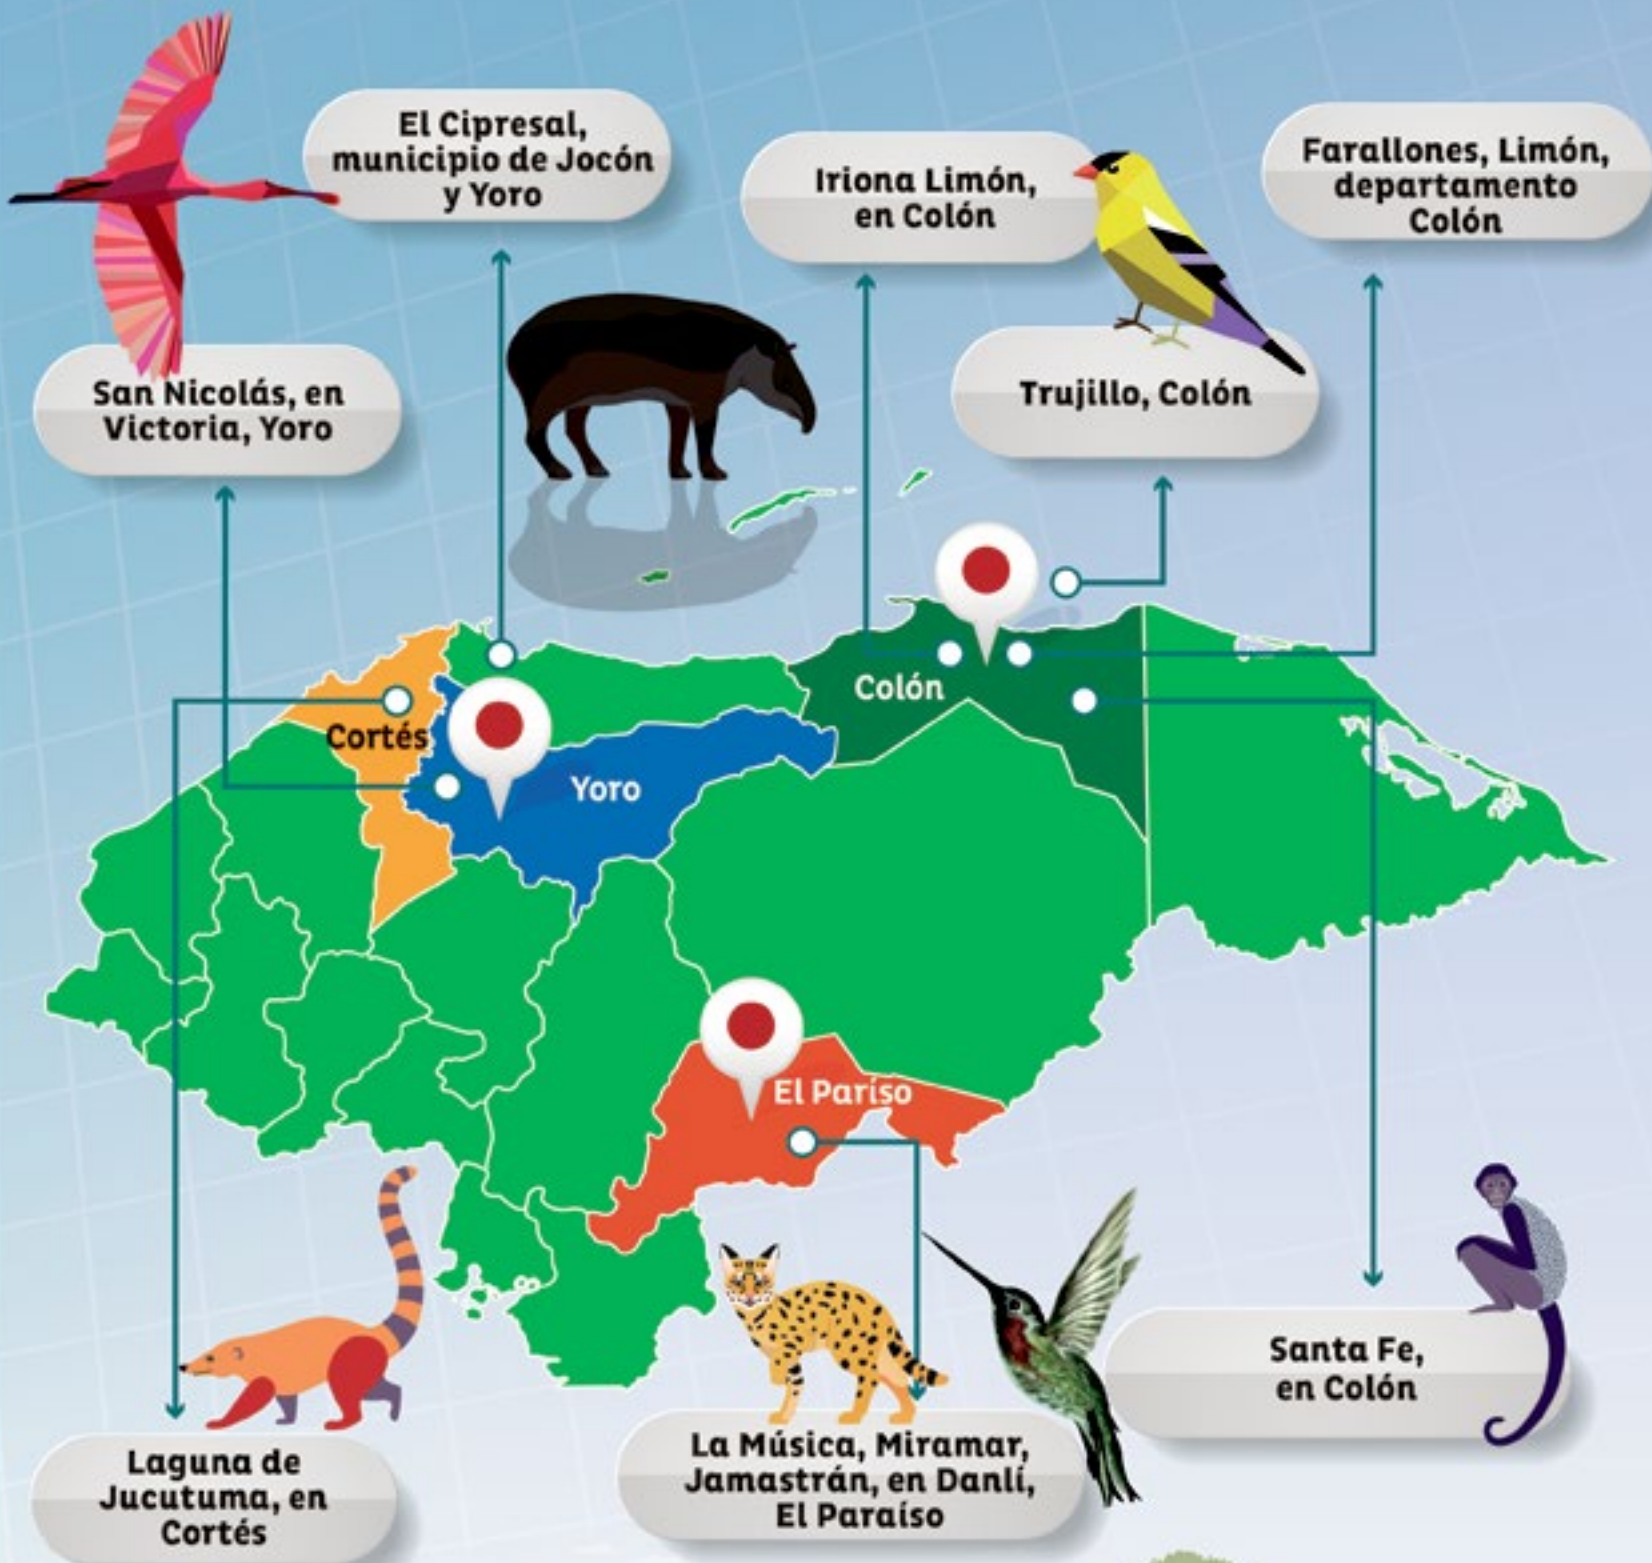 El Cipresal,
municipio de Jocón
y Yoro
Iriona Limón,
en Colón
Farallones, Limón,
departamento
Colón
San Nicolás, en
Victoria, Yoro
Trujillo, Colón
Colón
Cortés
Yoro
El Paríso
Santa Fe,
en Colón
Laguna de
Jucutuma, en
Cortés
La Música, Miramar,
Jamastrán, en Danlí,
El Paraíso